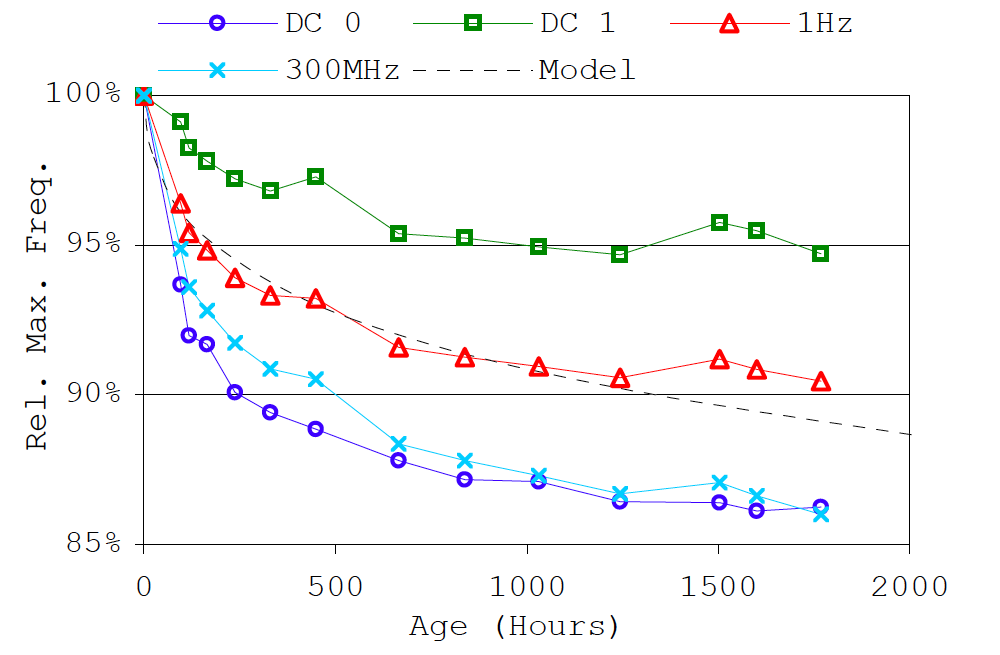 DC 0 DC 1 1Hz
300MHz Model
100%
95%
90%
85%
Rel. Max. Freq.
0 500 1000 1500 2000
Age (Hours)